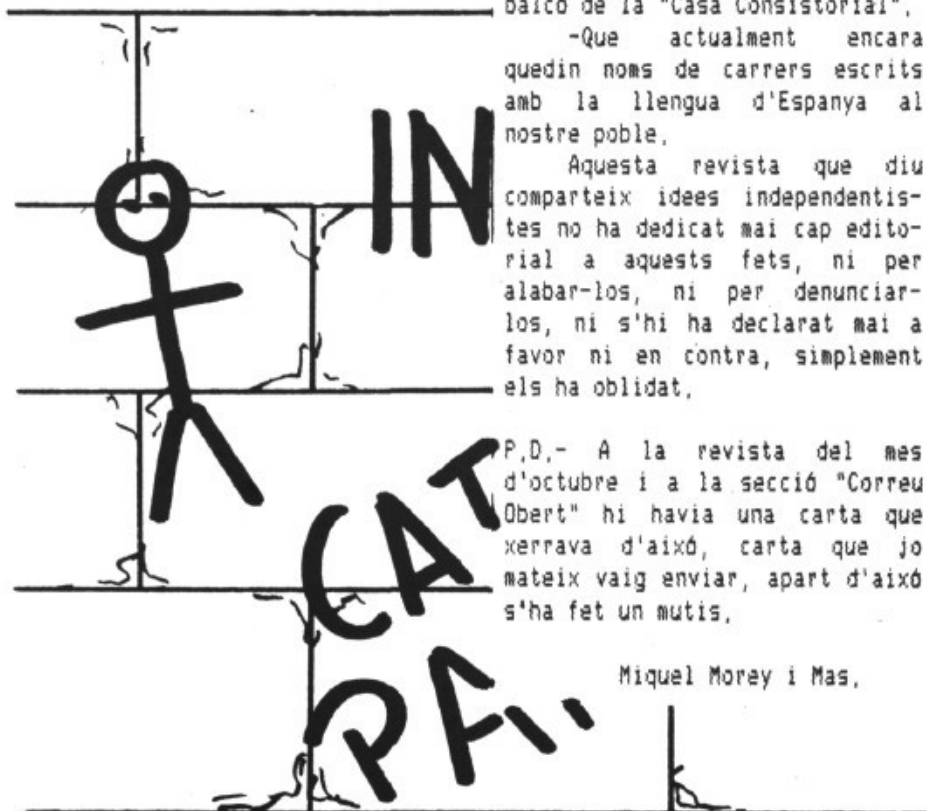 balcó de la "Casa Consistorial".
-Que actualment encara
quedin noms de carrers escrits
amb la llengua d'Espanya al
nostre poble.
Aquesta revista que diu
comparteix idees independentis-
tes no ha dedicat mai cap edito-
rial a aquests fets, ni per
alabar-los, ni per denunciar-
los, ni s'hi ha declarat mai a
favor ni en contra, simplement
els ha oblidat.
P.D.- A la revista del mes
d'octubre i a la secció "Correu
Obert" hi havia una carta que
xerrava d'aixó, carta que jo
mateix vaig enviar, apart d'aixó
s'ha fet un mutis.
Miquel Morey i Mas.
IN
CAT
PA..